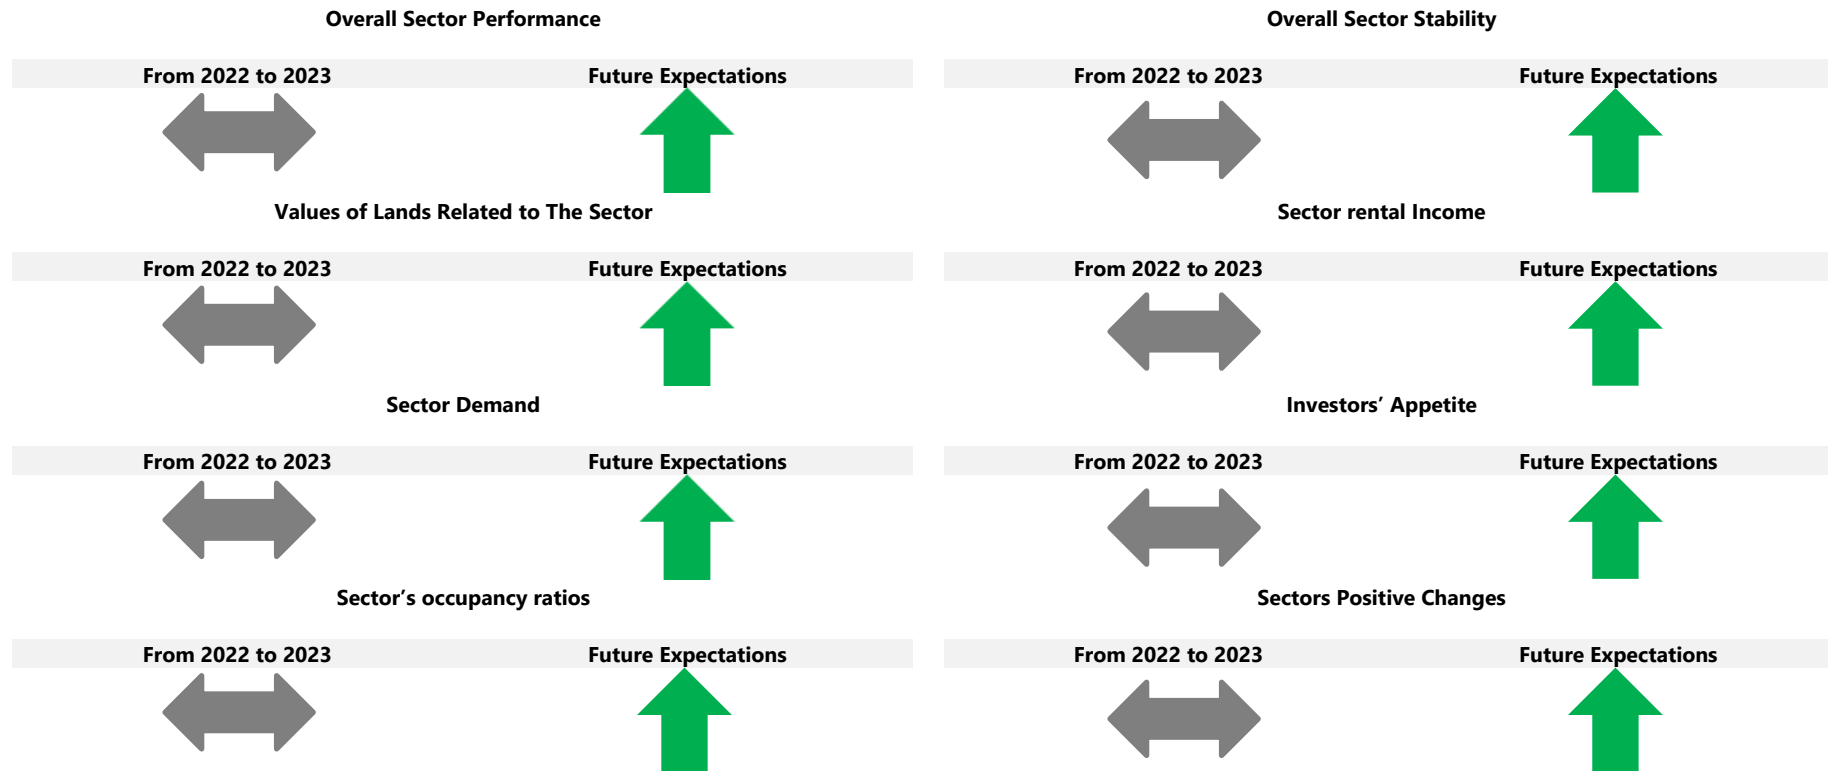 Overall Sector Performance
From 2022 to 2023 Future Expectations
Values of Lands Related to The Sector
From 2022 to 2023 Future Expectations
Sector Demand
From 2022 to 2023 Future Expectations
Sector’s occupancy ratios
From 2022 to 2023 Future Expectations
Overall Sector Stability
From 2022 to 2023 Future Expectations
Sector rental Income
From 2022 to 2023 Future Expectations
Investors’ Appetite
From 2022 to 2023 Future Expectations
Sectors Positive Changes
From 2022 to 2023 Future Expectations